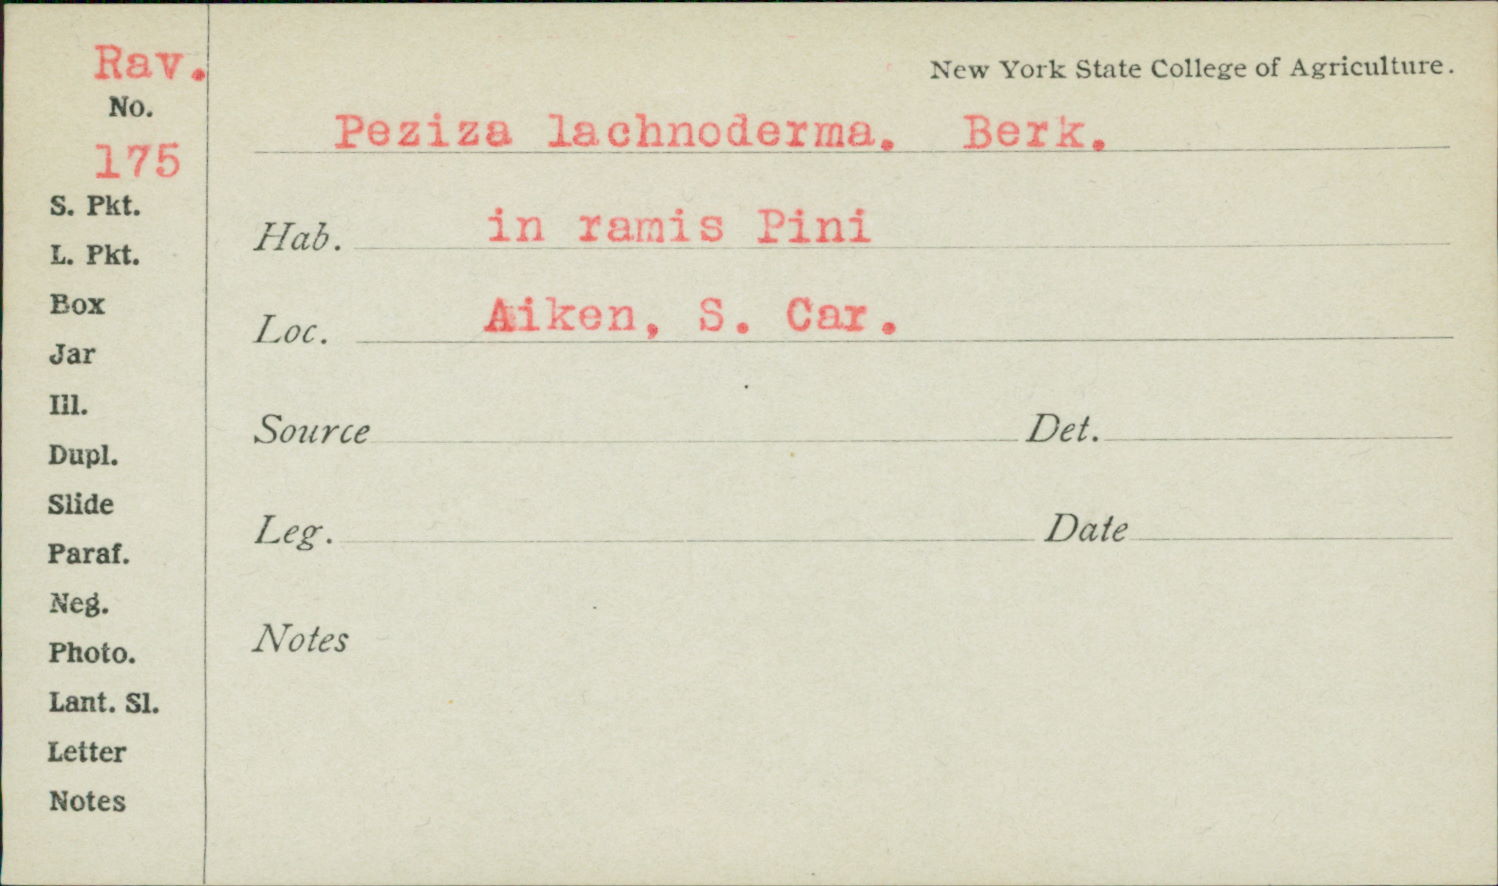 Rav.
No.
175
S. Pkt.
L. Pkt.
Box
Jar
Ill.
Dupl.
Slide
Paraf.
Neg.
Photo.
Lant. Sl.
Letter
Notes
New York State College of Agriculture.
Peziza lachnoderma. Berk.
Hab. in ramis Pini
Loc. Aiken, S. Car.
Source Det.
Leg. Date
Notes